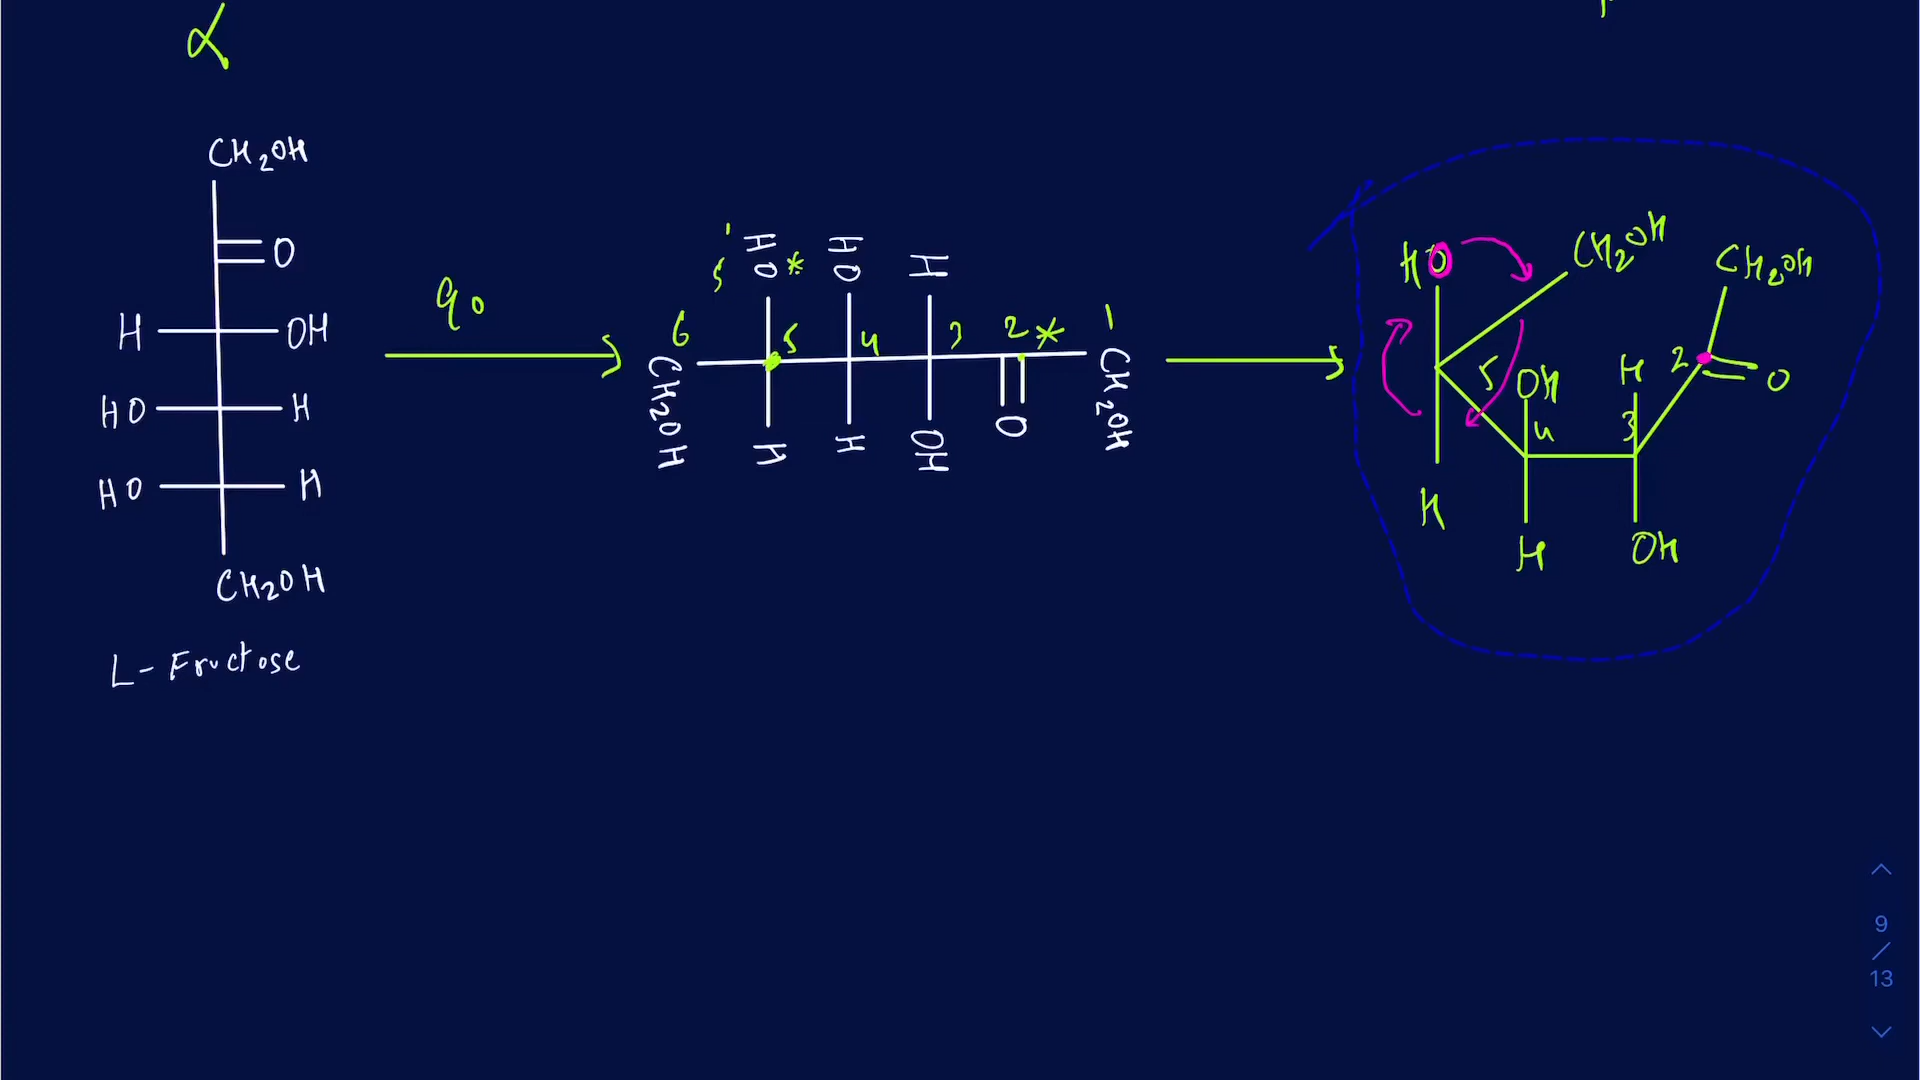 α
CH2OH
O
H OH
HO H
HO H
CH2OH
L-Fructose
90
HO * HO H
6 5 4 3 2 * 1
CH2OH CH2OH
H H OH O
HO CH2OH CH2OH
5 OH H 2 O
4 3
H H OH
9
/
13